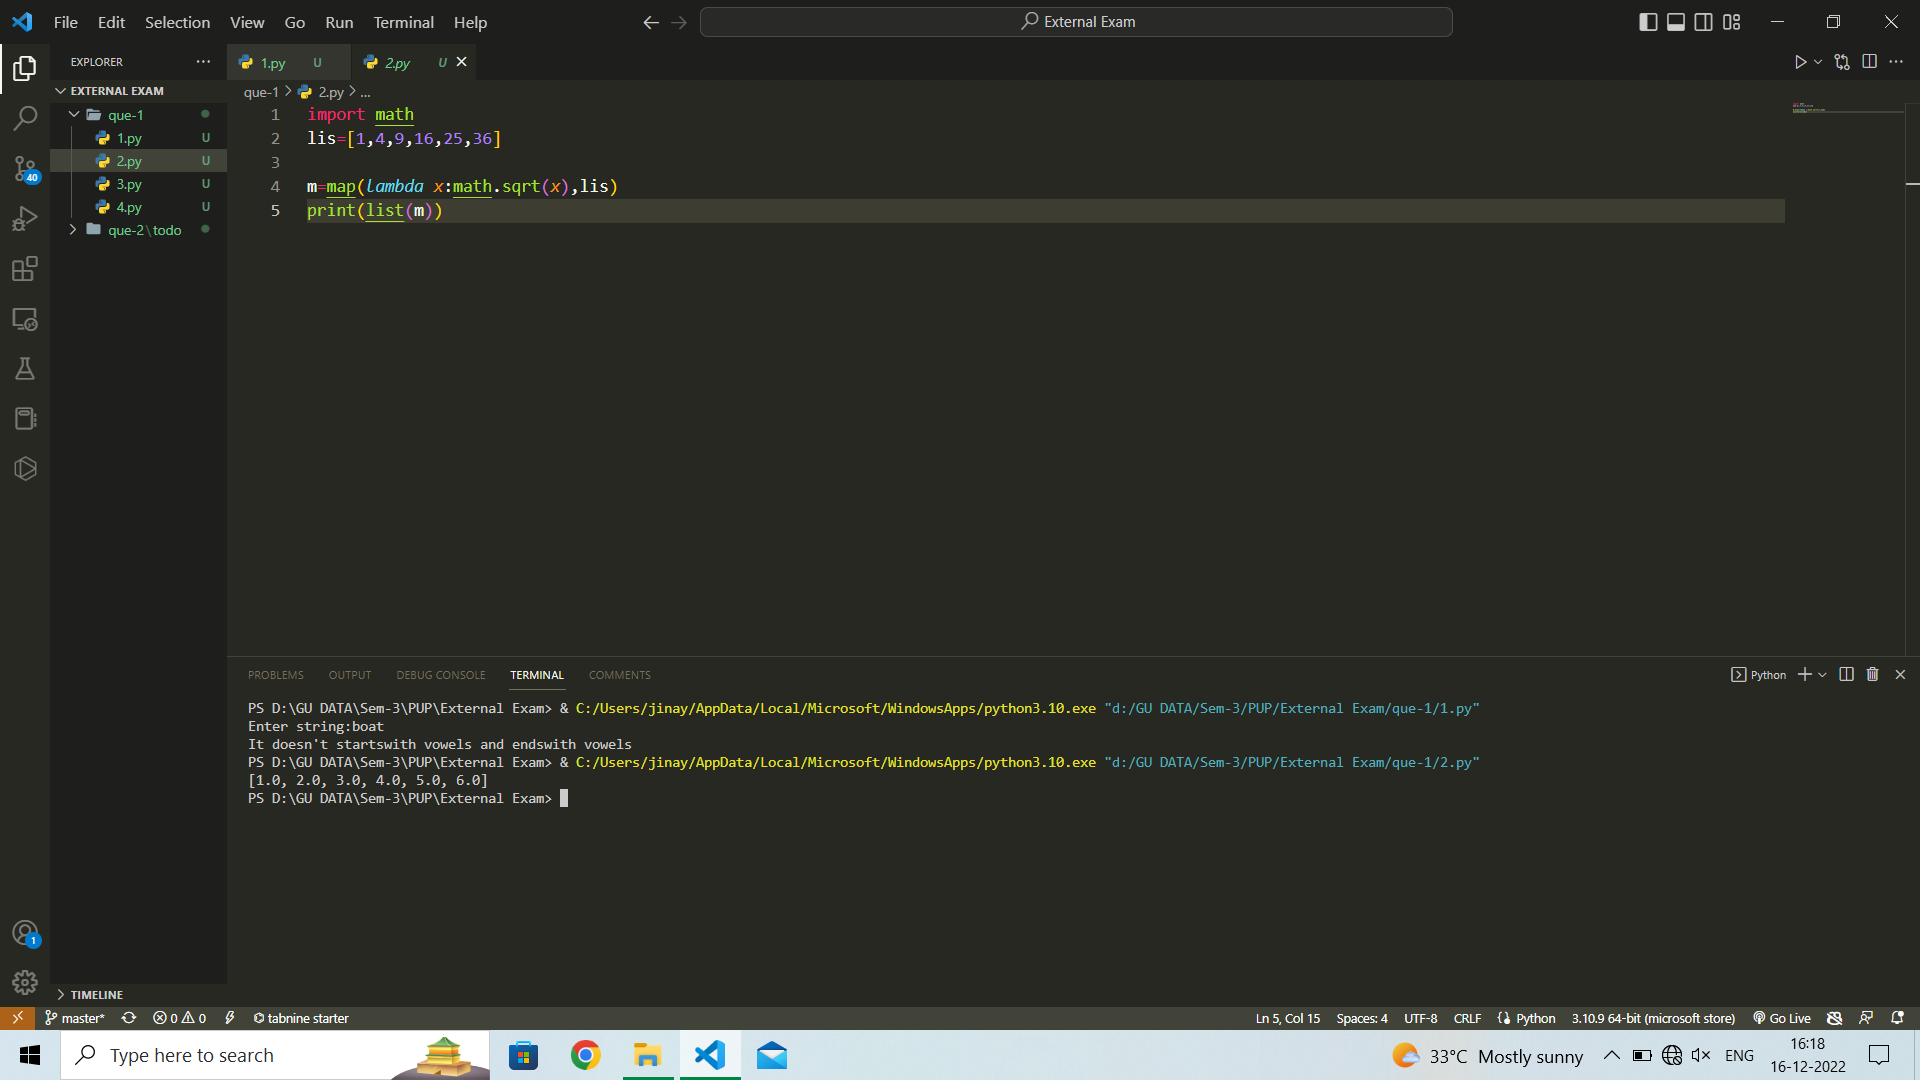 File Edit Selection View Go Run Terminal Help
External Exam
EXPLORER
1.py U
2.py U
EXTERNAL EXAM
que-1 > 2.py > ...
que-1
1.py U
2.py U
3.py U
4.py U
que-2\todo
1 import math
2 lis=[1,4,9,16,25,36]
3
4 m=map(lambda x:math.sqrt(x),lis)
5 print(list(m))
40
PROBLEMS OUTPUT DEBUG CONSOLE TERMINAL COMMENTS
Python
PS D:\GU DATA\Sem-3\PUP\External Exam> & C:/Users/jinay/AppData/Local/Microsoft/WindowsApps/python3.10.exe "d:/GU DATA/Sem-3/PUP/External Exam/que-1/1.py"
Enter string:boat
It doesn't startswith vowels and endswith vowels
PS D:\GU DATA\Sem-3\PUP\External Exam> & C:/Users/jinay/AppData/Local/Microsoft/WindowsApps/python3.10.exe "d:/GU DATA/Sem-3/PUP/External Exam/que-1/2.py"
[1.0, 2.0, 3.0, 4.0, 5.0, 6.0]
PS D:\GU DATA\Sem-3\PUP\External Exam>
1
TIMELINE
master* 0 0 tabnine starter
Ln 5, Col 15 Spaces: 4 UTF-8 CRLF Python 3.10.9 64-bit (microsoft store) Go Live
Type here to search
33°C Mostly sunny
ENG
16:18
16-12-2022